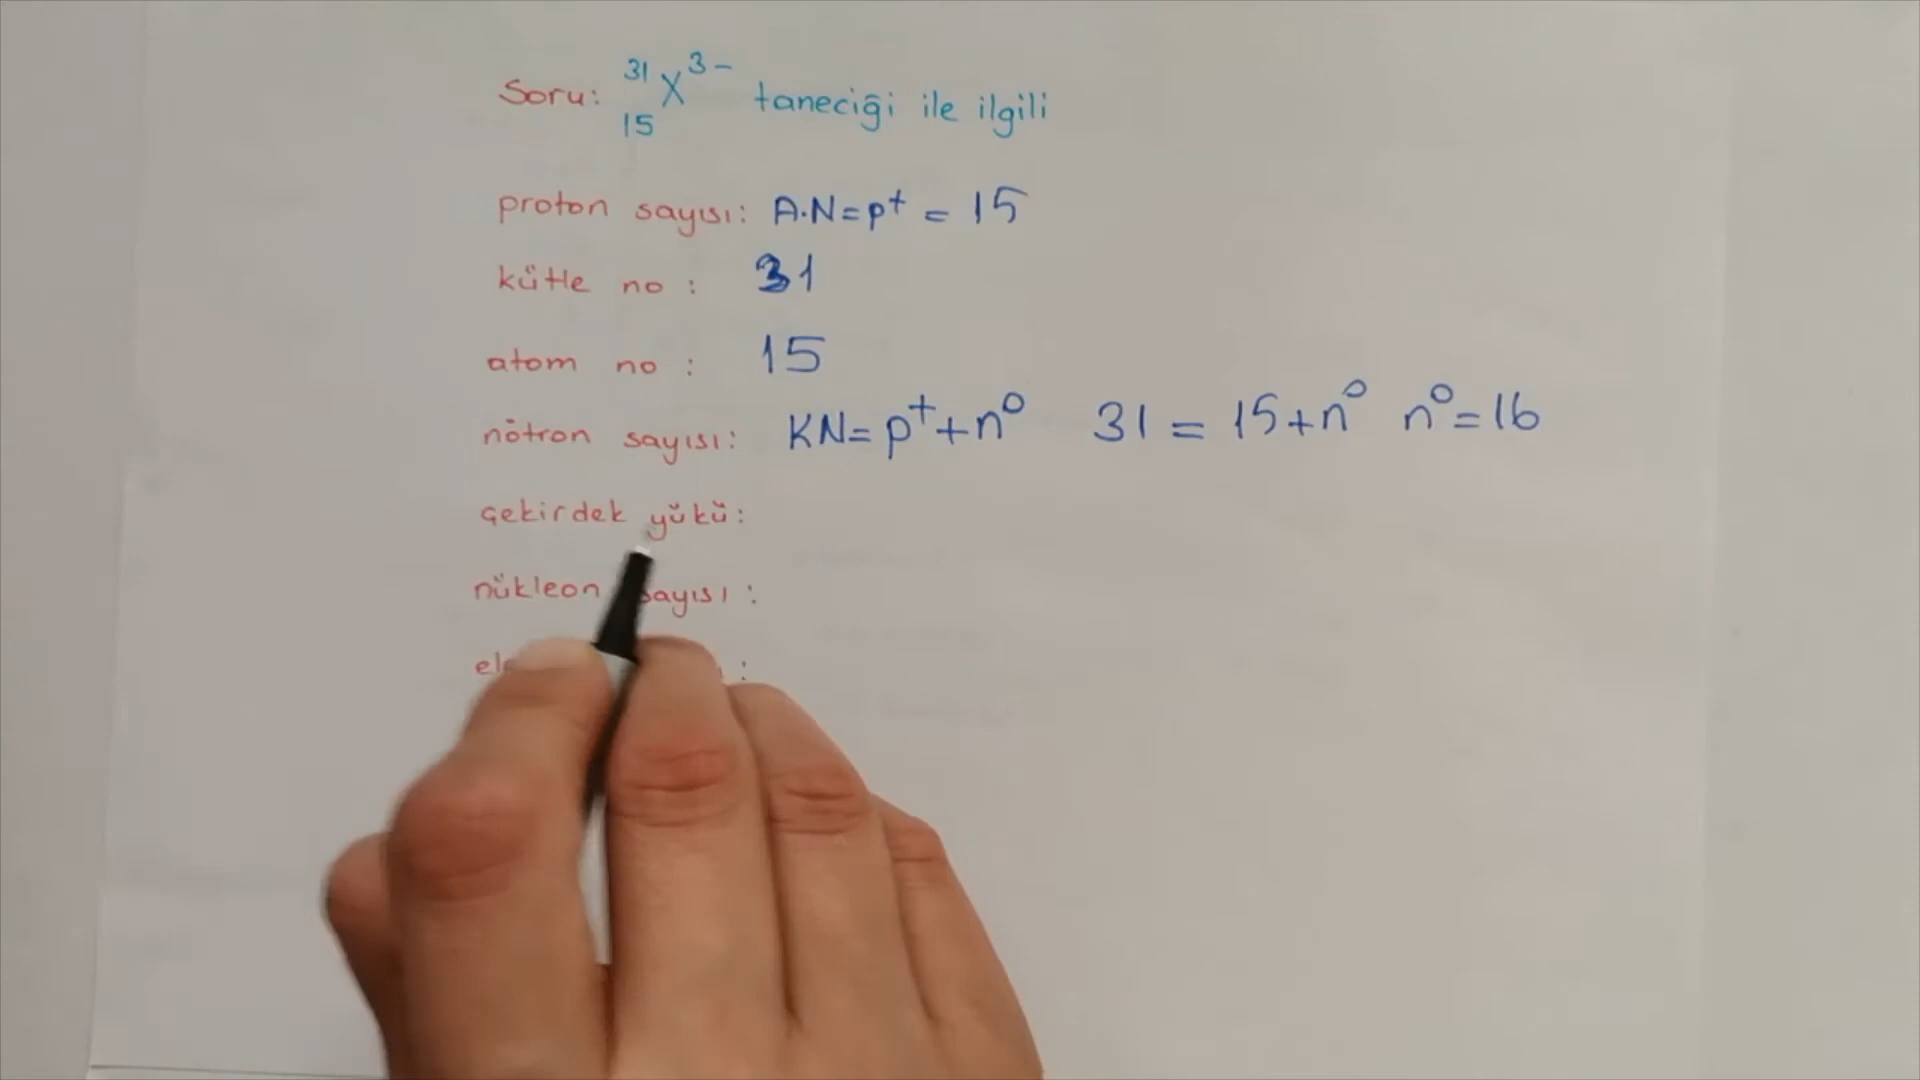 Soru: ³¹₁₅X³⁻ taneciği ile ilgili
proton sayısı: A.N=p⁺ = 15
kütle no : 31
atom no : 15
nötron sayısı: KN=p⁺+n⁰ 31 = 15+n⁰ n⁰=16
çekirdek yükü:
nükleon sayısı :